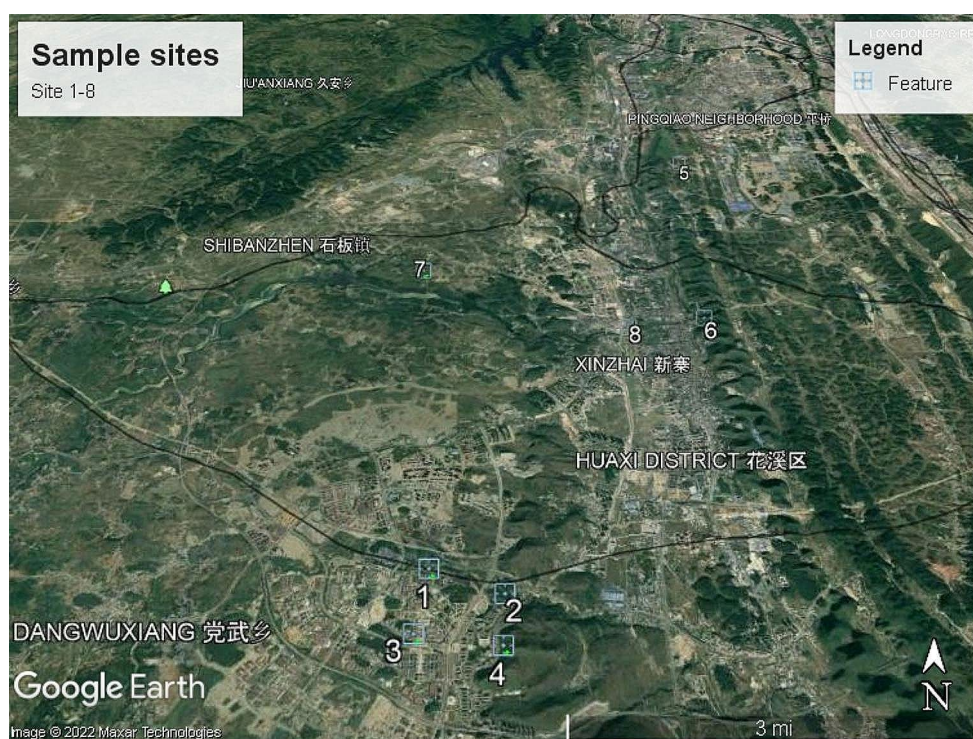 Sample sites
Site 1-8
Legend
Feature
PINGQIAO NEIGHBORHOOD 平桥
5
SHIBANZHEN 石板镇
7
8
6
XINZHAI 新寨
HUAXI DISTRICT 花溪区
1
2
DANGWUXIANG 党武乡
3
4
Google Earth
N
Image © 2022 Maxar Technologies
3 mi